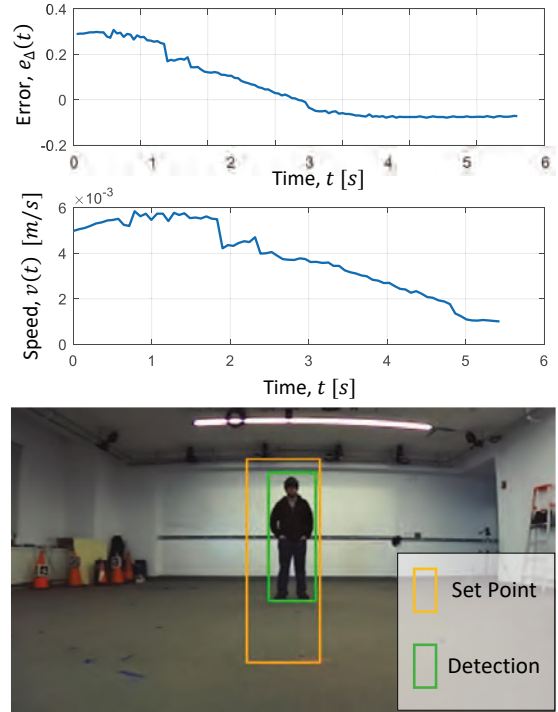 0.4
0.2
0
-0.2
Error, e_Δ(t)
0 1 2 3 4 5 6
Time, t [s]
×10⁻³
6
4
2
0
Speed, v(t) [m/s]
0 1 2 3 4 5 6
Time, t [s]
Set Point
Detection